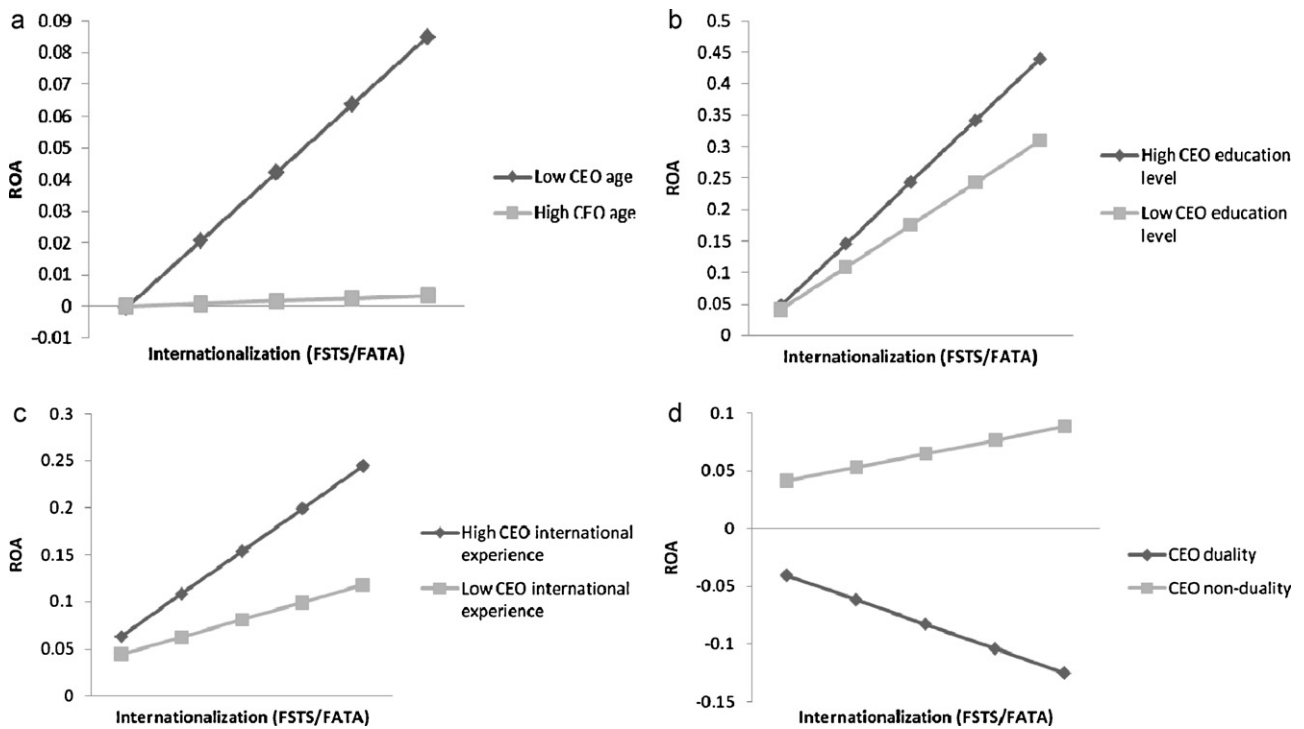 a
0.09
0.08
0.07
0.06
0.05
0.04
0.03
0.02
0.01
0
-0.01
ROA
Internationalization (FSTS/FATA)
Low CEO age
High CEO age
b
0.5
0.45
0.4
0.35
0.3
0.25
0.2
0.15
0.1
0.05
0
ROA
Internationalization (FSTS/FATA)
High CEO education
level
Low CEO education
level
c
0.3
0.25
0.2
0.15
0.1
0.05
0
ROA
Internationalization (FSTS/FATA)
High CEO international
experience
Low CEO international
experience
d
0.1
0.05
0
-0.05
-0.1
-0.15
ROA
Internationalization (FSTS/FATA)
CEO duality
CEO non-duality